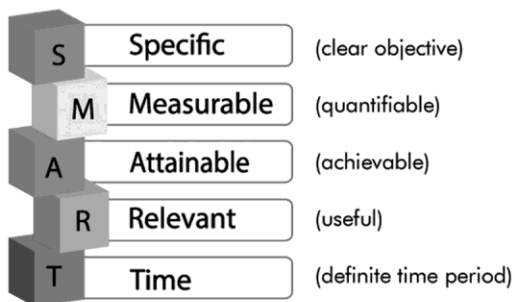 S Specific (clear objective)
M Measurable (quantifiable)
A Attainable (achievable)
R Relevant (useful)
T Time (definite time period)